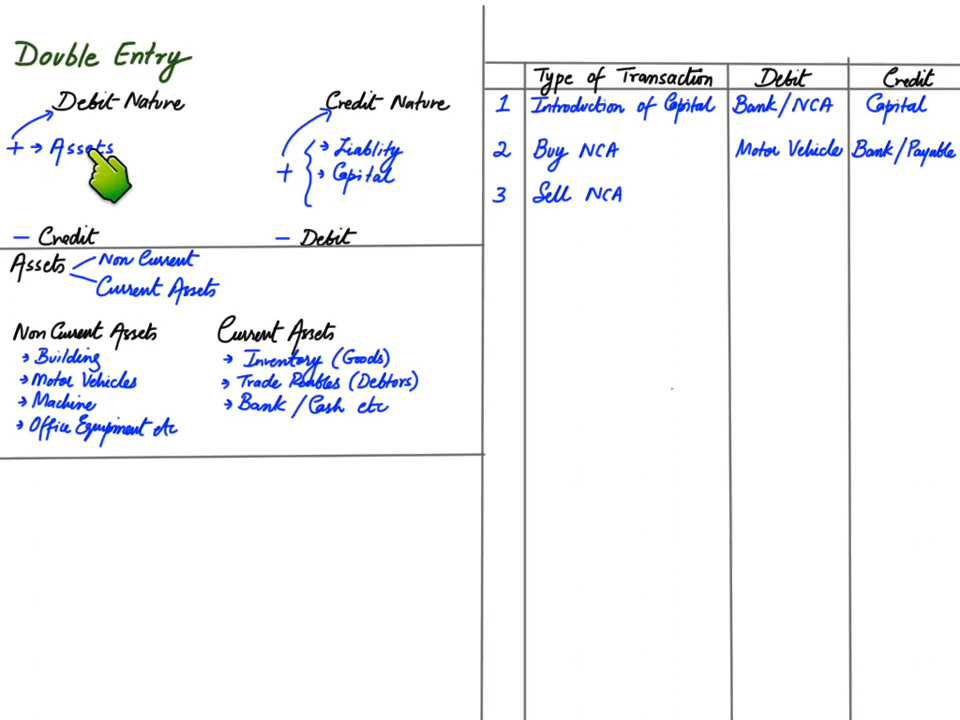 Double Entry
Debit Nature
Credit Nature
+ → Assets
+ { → Liablity
→ Capital
- Credit
- Debit
Assets
Non Current
Current Assets
Non Current Assets
→ Building
→ Motor Vehicles
→ Machine
→ Office Equipment etc
Current Assets
→ Inventory (Goods)
→ Trade (Debtors)
→ Bank / Cash etc
Type of Transaction Debit Credit
1 Introduction of Capital Bank/NCA Capital
2 Buy NCA Motor Vehicle Bank/Payable
3 Sell NCA